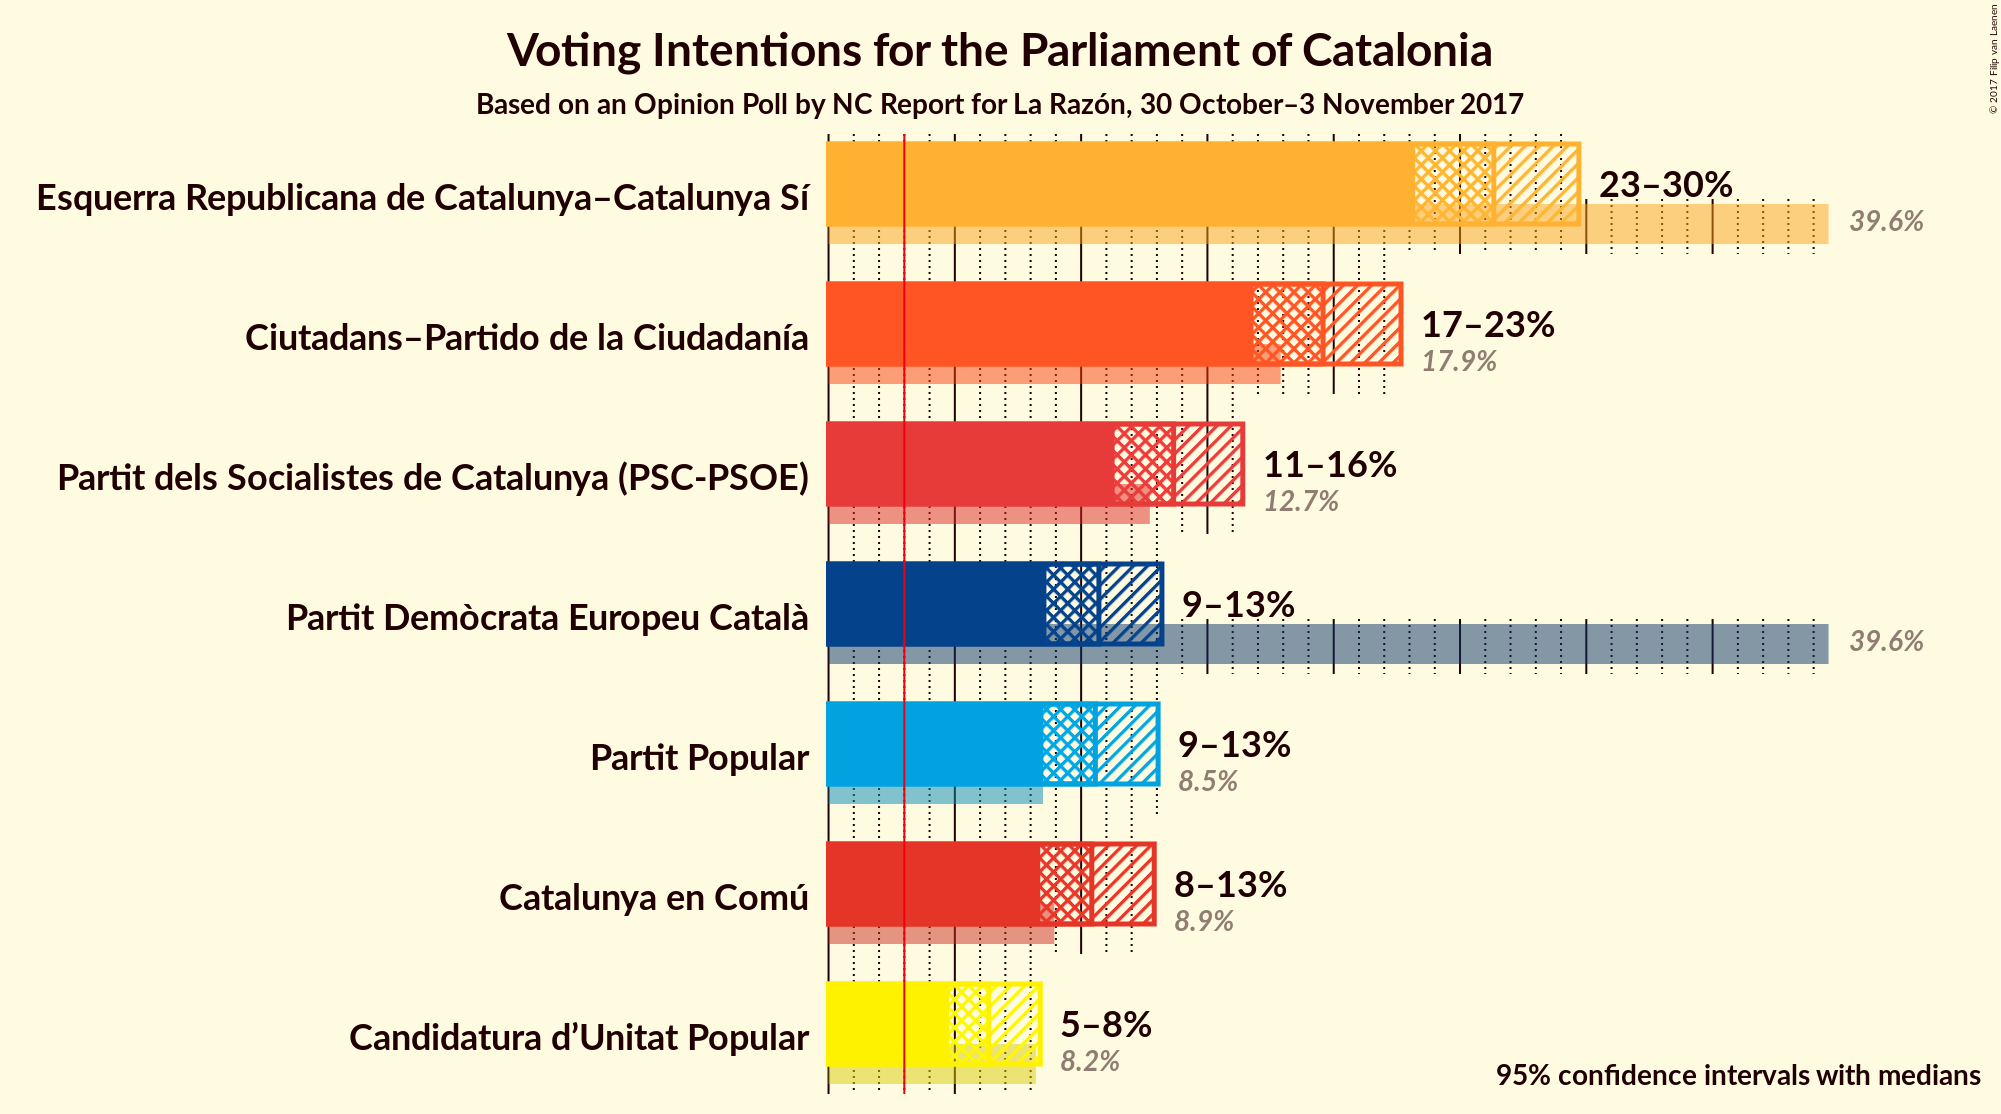 Voting Intentions for the Parliament of Catalonia
Based on an Opinion Poll by NC Report for La Razón, 30 October–3 November 2017
© 2017 Filip van Laenen
Esquerra Republicana de Catalunya–Catalunya Sí
23–30%
39.6%
Ciutadans–Partido de la Ciudadanía
17–23%
17.9%
Partit dels Socialistes de Catalunya (PSC-PSOE)
11–16%
12.7%
Partit Demòcrata Europeu Català
9–13%
39.6%
Partit Popular
9–13%
8.5%
Catalunya en Comú
8–13%
8.9%
Candidatura d’Unitat Popular
5–8%
8.2%
95% confidence intervals with medians